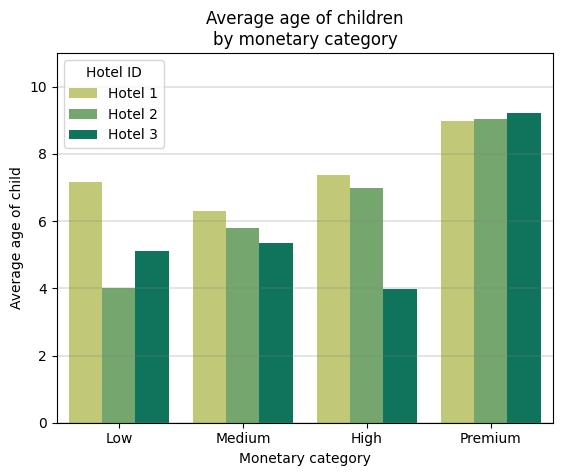 Average age of children
by monetary category
Hotel ID
Hotel 1
Hotel 2
Hotel 3
10
8
6
4
2
0
Average age of child
Low Medium High Premium
Monetary category